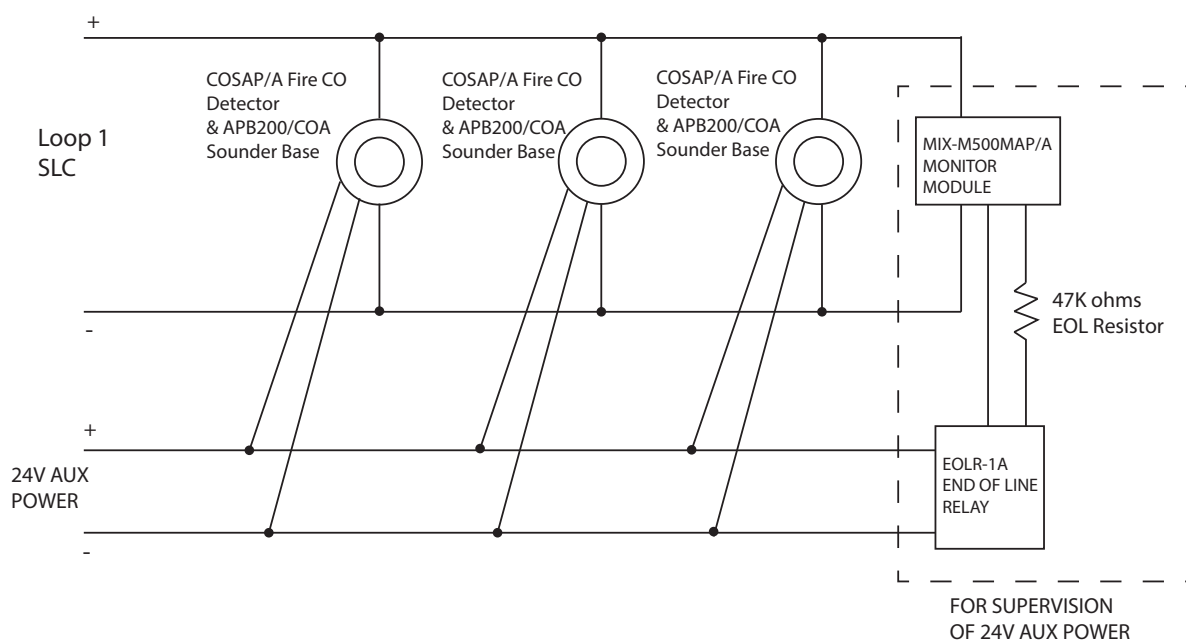 +
COSAP/A Fire CO
Detector
& APB200/COA
Sounder Base
COSAP/A Fire CO
Detector
& APB200/COA
Sounder Base
COSAP/A Fire CO
Detector
& APB200/COA
Sounder Base
Loop 1
SLC
MIX-M500MAP/A
MONITOR
MODULE
47K ohms
EOL Resistor
-
+
24V AUX
POWER
-
EOLR-1A
END OF LINE
RELAY
FOR SUPERVISION
OF 24V AUX POWER